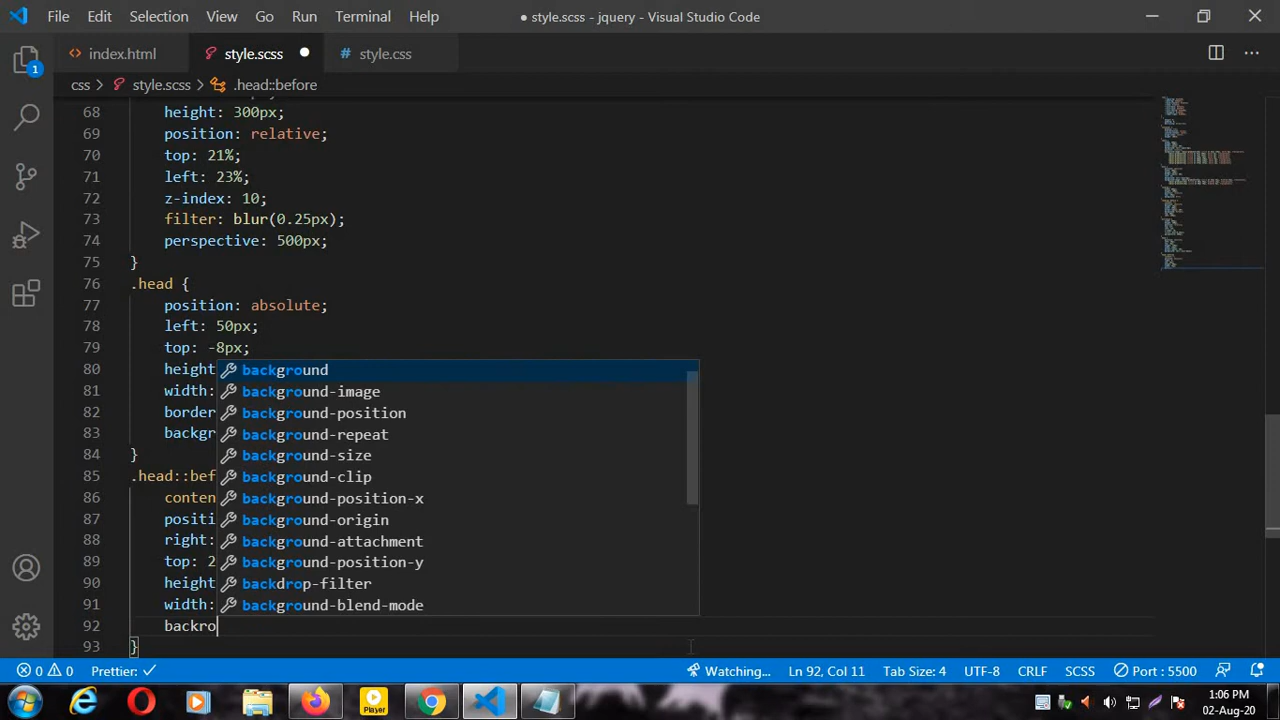 File Edit Selection View Go Run Terminal Help ● style.scss - jquery - Visual Studio Code
index.html style.scss style.css
css > style.scss > .head::before
68 height: 300px;
69 position: relative;
70 top: 21%;
71 left: 23%;
72 z-index: 10;
73 filter: blur(0.25px);
74 perspective: 500px;
75 }
76 .head {
77 position: absolute;
78 left: 50px;
79 top: -8px;
80 height background
81 width: background-image
82 border background-position
83 backgr background-repeat
84 } background-size
85 .head::bef background-clip
86 conten background-position-x
87 positi background-origin
88 right: background-attachment
89 top: 2 background-position-y
90 height backdrop-filter
91 width: background-blend-mode
92 backro
93 }
1
0 0 Prettier: Watching... Ln 92, Col 11 Tab Size: 4 UTF-8 CRLF SCSS Port : 5500
Player
1:06 PM
02-Aug-20